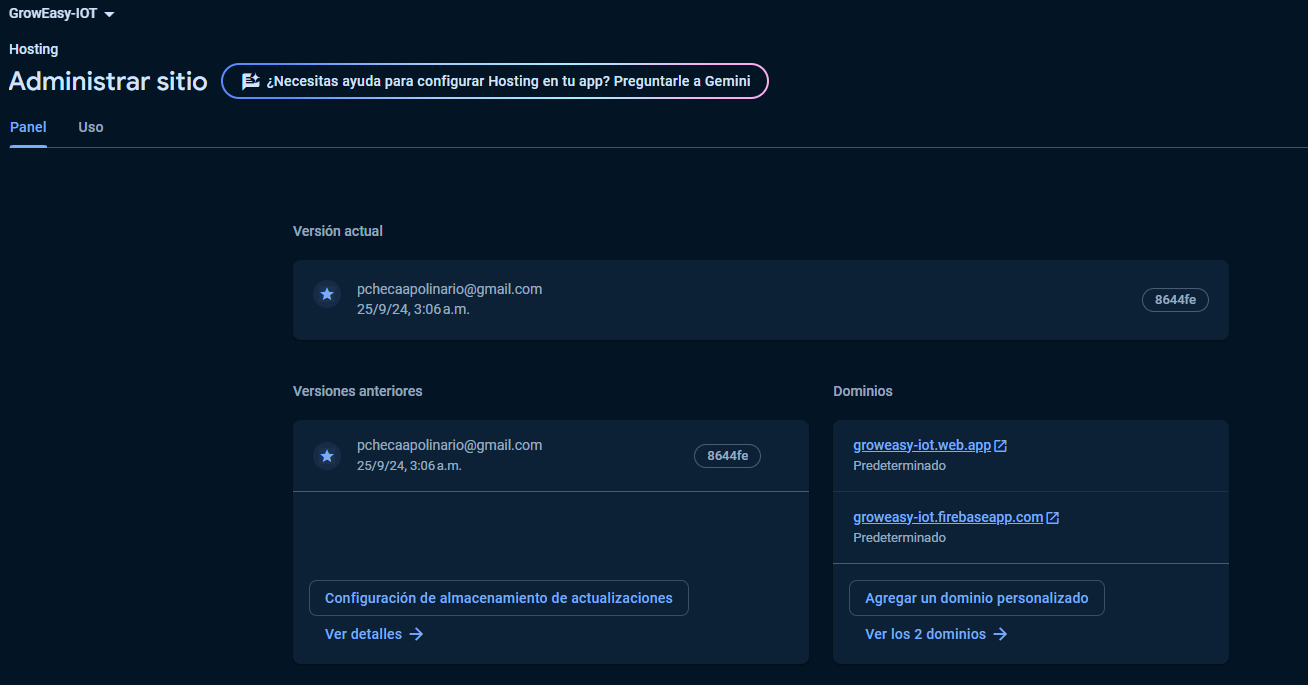 GrowEasy-IOT
Hosting
Administrar sitio
¿Necesitas ayuda para configurar Hosting en tu app? Preguntarle a Gemini
Panel
Uso
Versión actual
pchecaapolinario@gmail.com
25/9/24, 3:06 a.m.
8644fe
Versiones anteriores
pchecaapolinario@gmail.com
25/9/24, 3:06 a.m.
8644fe
Configuración de almacenamiento de actualizaciones
Ver detalles
Dominios
groweasy-iot.web.app
Predeterminado
groweasy-iot.firebaseapp.com
Predeterminado
Agregar un dominio personalizado
Ver los 2 dominios